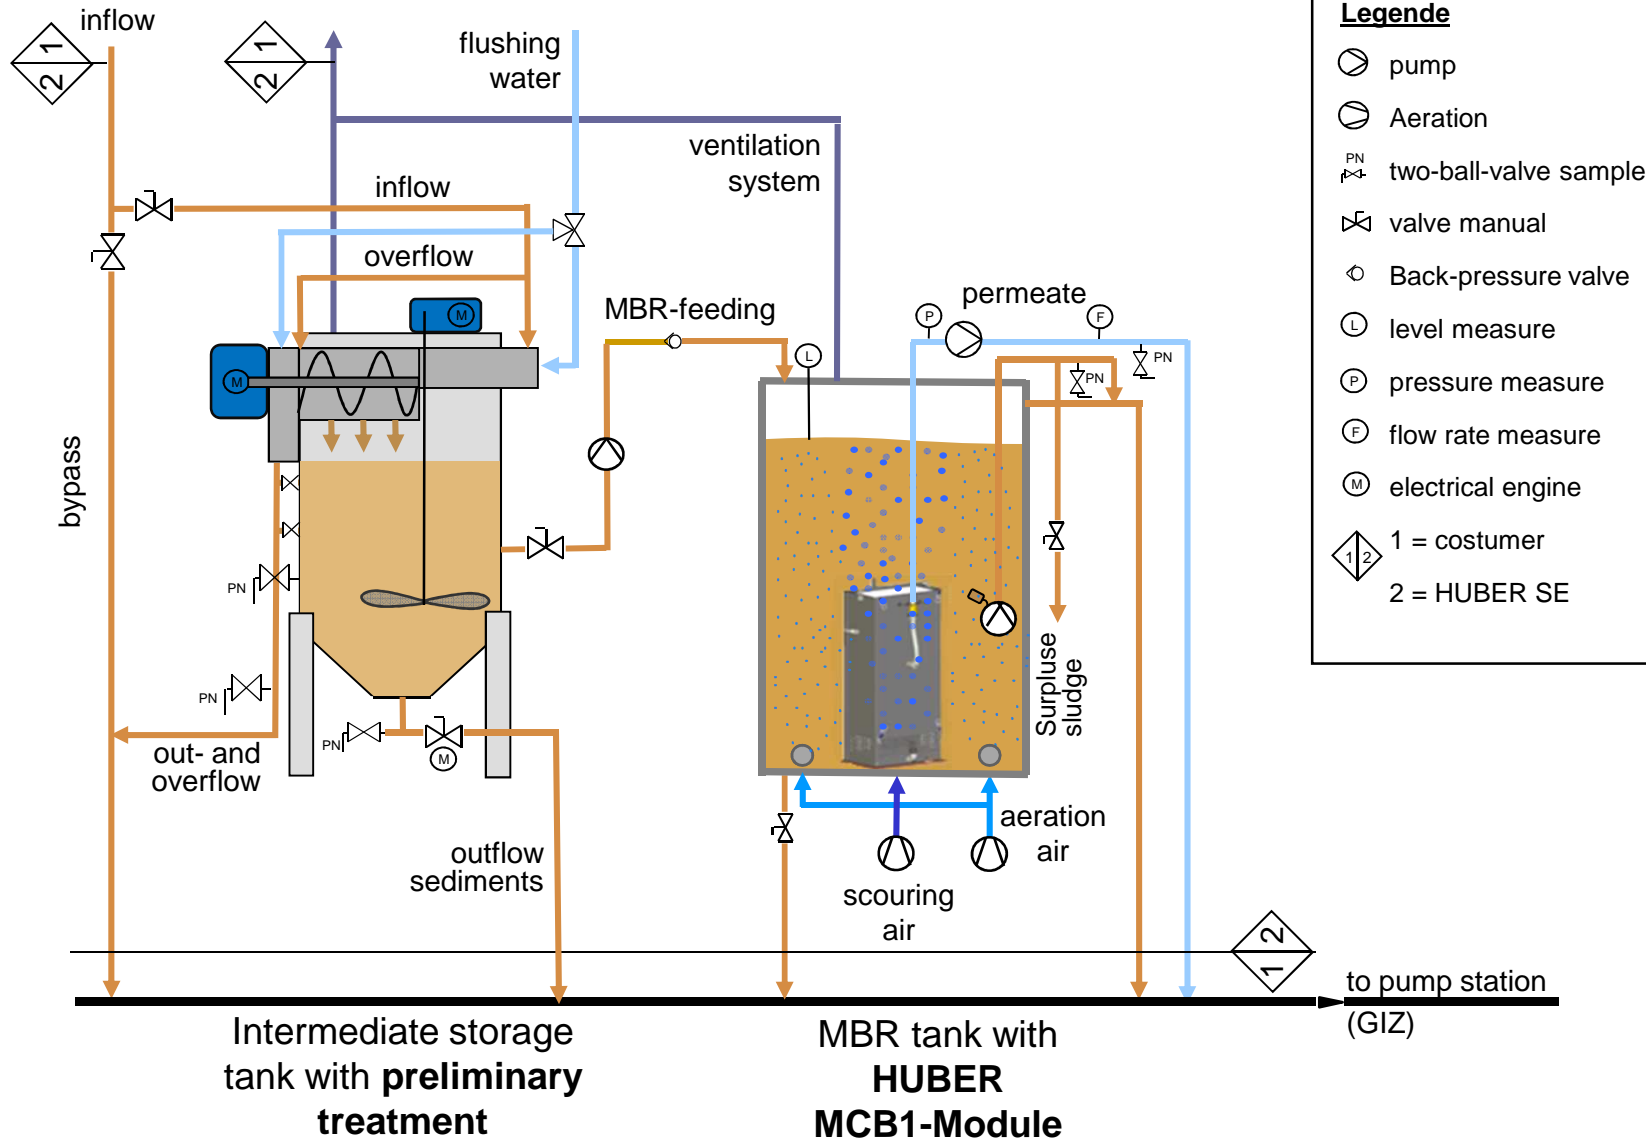 inflow
1
2
1
2
flushing
water
ventilation
system
inflow
overflow
M
M
MBR-feeding
permeate
P
F
L
PN
PN
bypass
PN
PN
PN
M
out- and
overflow
outflow
sediments
Surpluse
sludge
aeration
air
scouring
air
2
1
to pump station
(GIZ)
Intermediate storage
tank with preliminary
treatment
MBR tank with
HUBER
MCB1-Module
Legende
pump
Aeration
PN
two-ball-valve sample
valve manual
Back-pressure valve
L
level measure
P
pressure measure
F
flow rate measure
M
electrical engine
1 2
1 = costumer
2 = HUBER SE